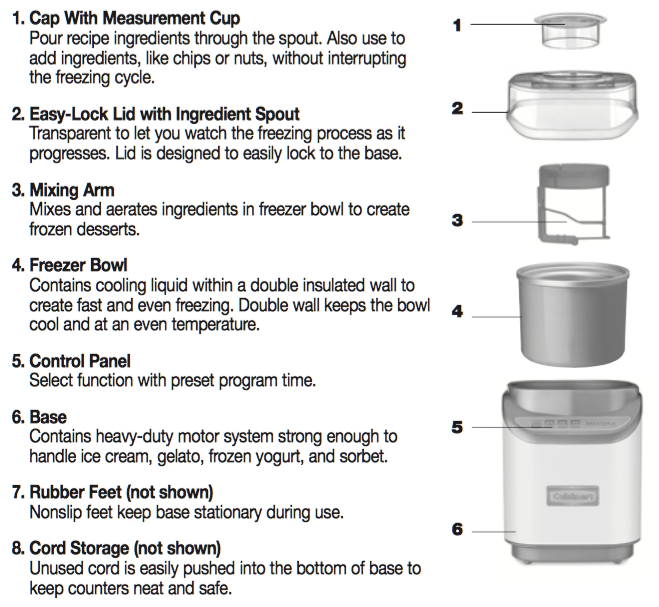 1. Cap With Measurement Cup
Pour recipe ingredients through the spout. Also use to
add ingredients, like chips or nuts, without interrupting
the freezing cycle.
2. Easy-Lock Lid with Ingredient Spout
Transparent to let you watch the freezing process as it
progresses. Lid is designed to easily lock to the base.
3. Mixing Arm
Mixes and aerates ingredients in freezer bowl to create
frozen desserts.
4. Freezer Bowl
Contains cooling liquid within a double insulated wall to
create fast and even freezing. Double wall keeps the bowl
cool and at an even temperature.
5. Control Panel
Select function with preset program time.
6. Base
Contains heavy-duty motor system strong enough to
handle ice cream, gelato, frozen yogurt, and sorbet.
7. Rubber Feet (not shown)
Nonslip feet keep base stationary during use.
8. Cord Storage (not shown)
Unused cord is easily pushed into the bottom of base to
keep counters neat and safe.
1
2
3
4
5
Cuisinart
6